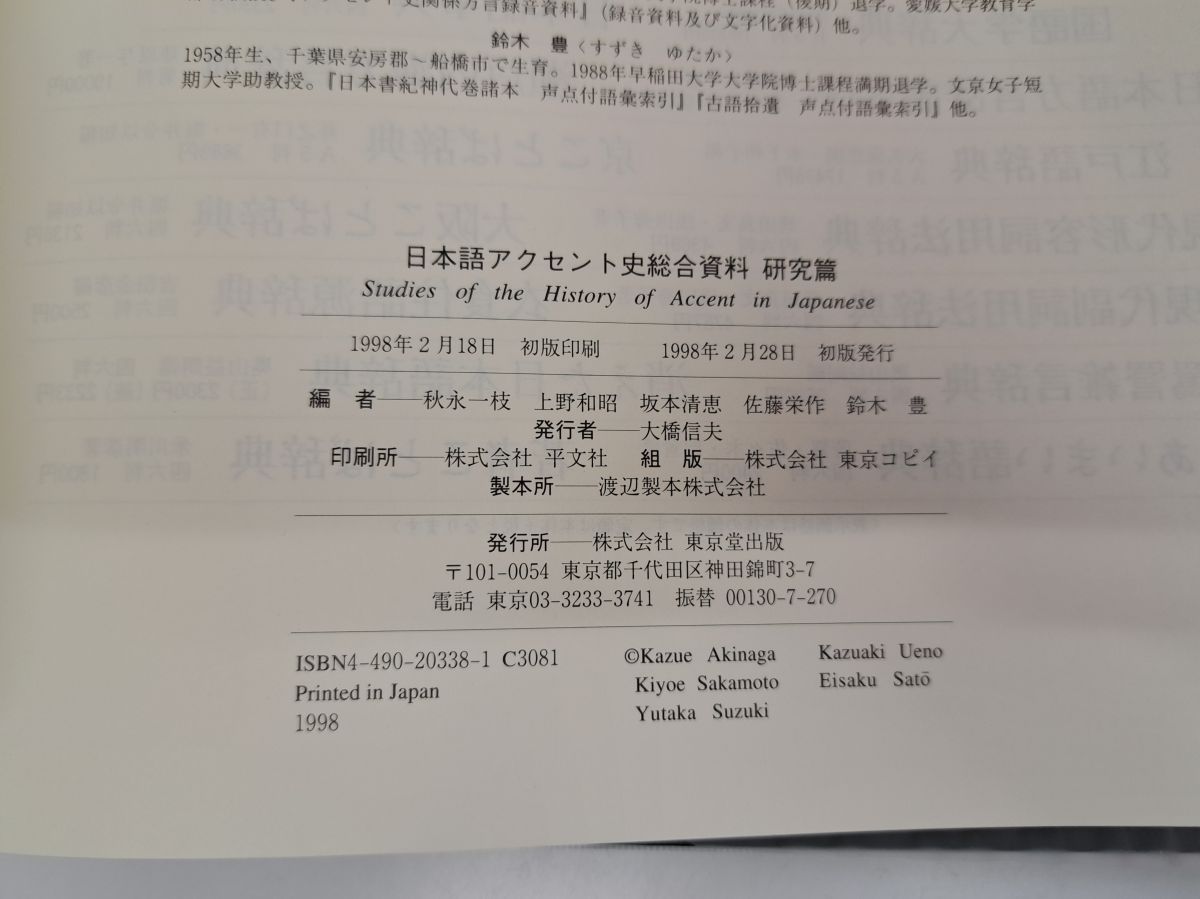 アクセント史関係方言録音資料』（録音資料及び文字化資料）他。
鈴木 豊〈すずき ゆたか〉
1958年生、千葉県安房郡～船橋市で生育。1988年早稲田大学大学院博士課程満期退学。文京女子短
期大学助教授。『日本書紀神代巻諸本 声点付語彙索引』『古語拾遺 声点付語彙索引』他。
日本語アクセント史総合資料 研究篇
Studies of the History of Accent in Japanese
1998年2月18日 初版印刷 1998年2月28日 初版発行
編 者──秋永一枝 上野和昭 坂本清恵 佐藤栄作 鈴木 豊
発行者──大橋信夫
印刷所──株式会社 平文社 組 版──株式会社 東京コピイ
製本所──渡辺製本株式会社
発行所──株式会社 東京堂出版
〒101-0054 東京都千代田区神田錦町3-7
電話 東京03-3233-3741 振替 00130-7-270
ISBN4-490-20338-1 C3081
Printed in Japan
1998
©Kazue Akinaga Kazuaki Ueno
Kiyoe Sakamoto Eisaku Satō
Yutaka Suzuki